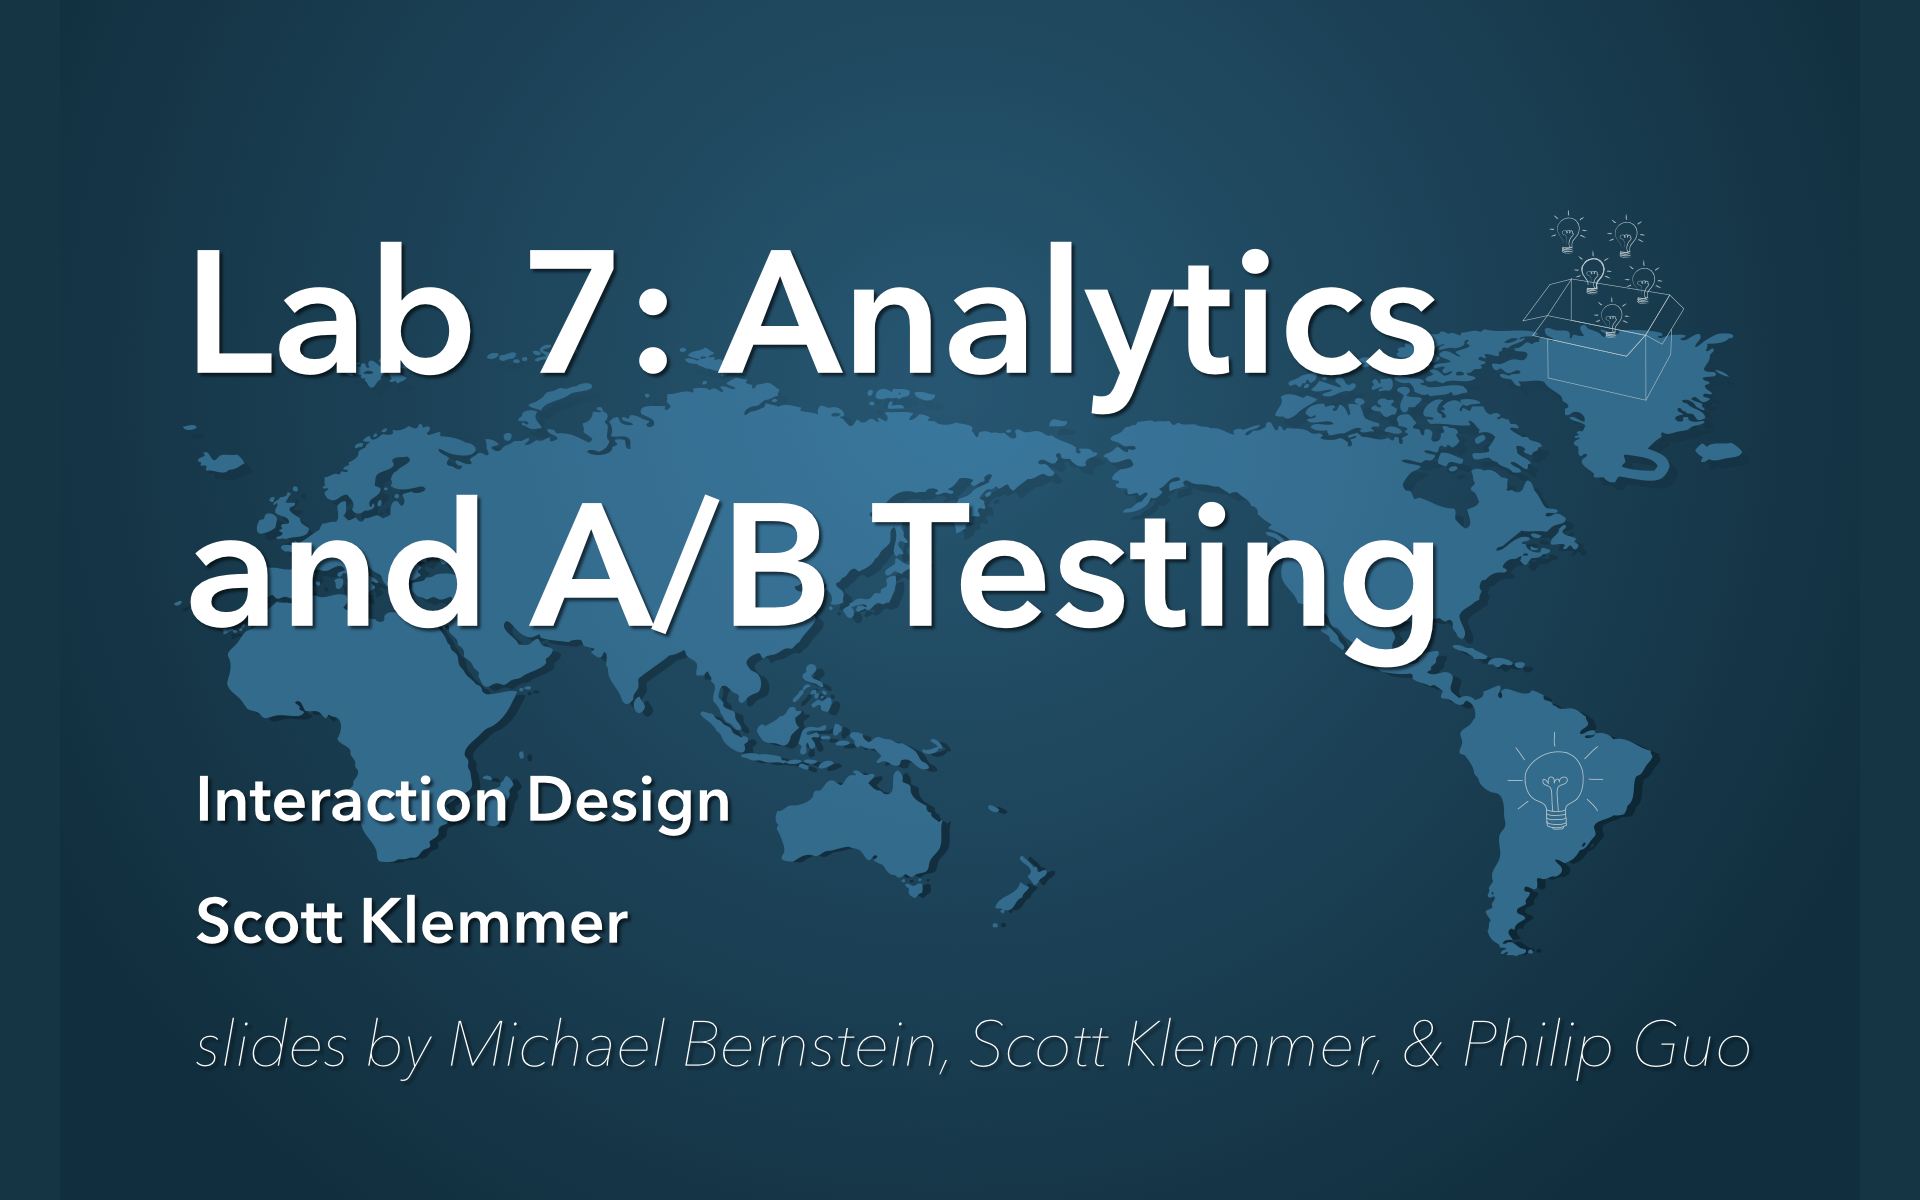 Lab 7: Analytics
and A/B Testing
Interaction Design
Scott Klemmer
slides by Michael Bernstein, Scott Klemmer, & Philip Guo